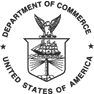 DEPARTMENT OF COMMERCE
UNITED STATES OF AMERICA